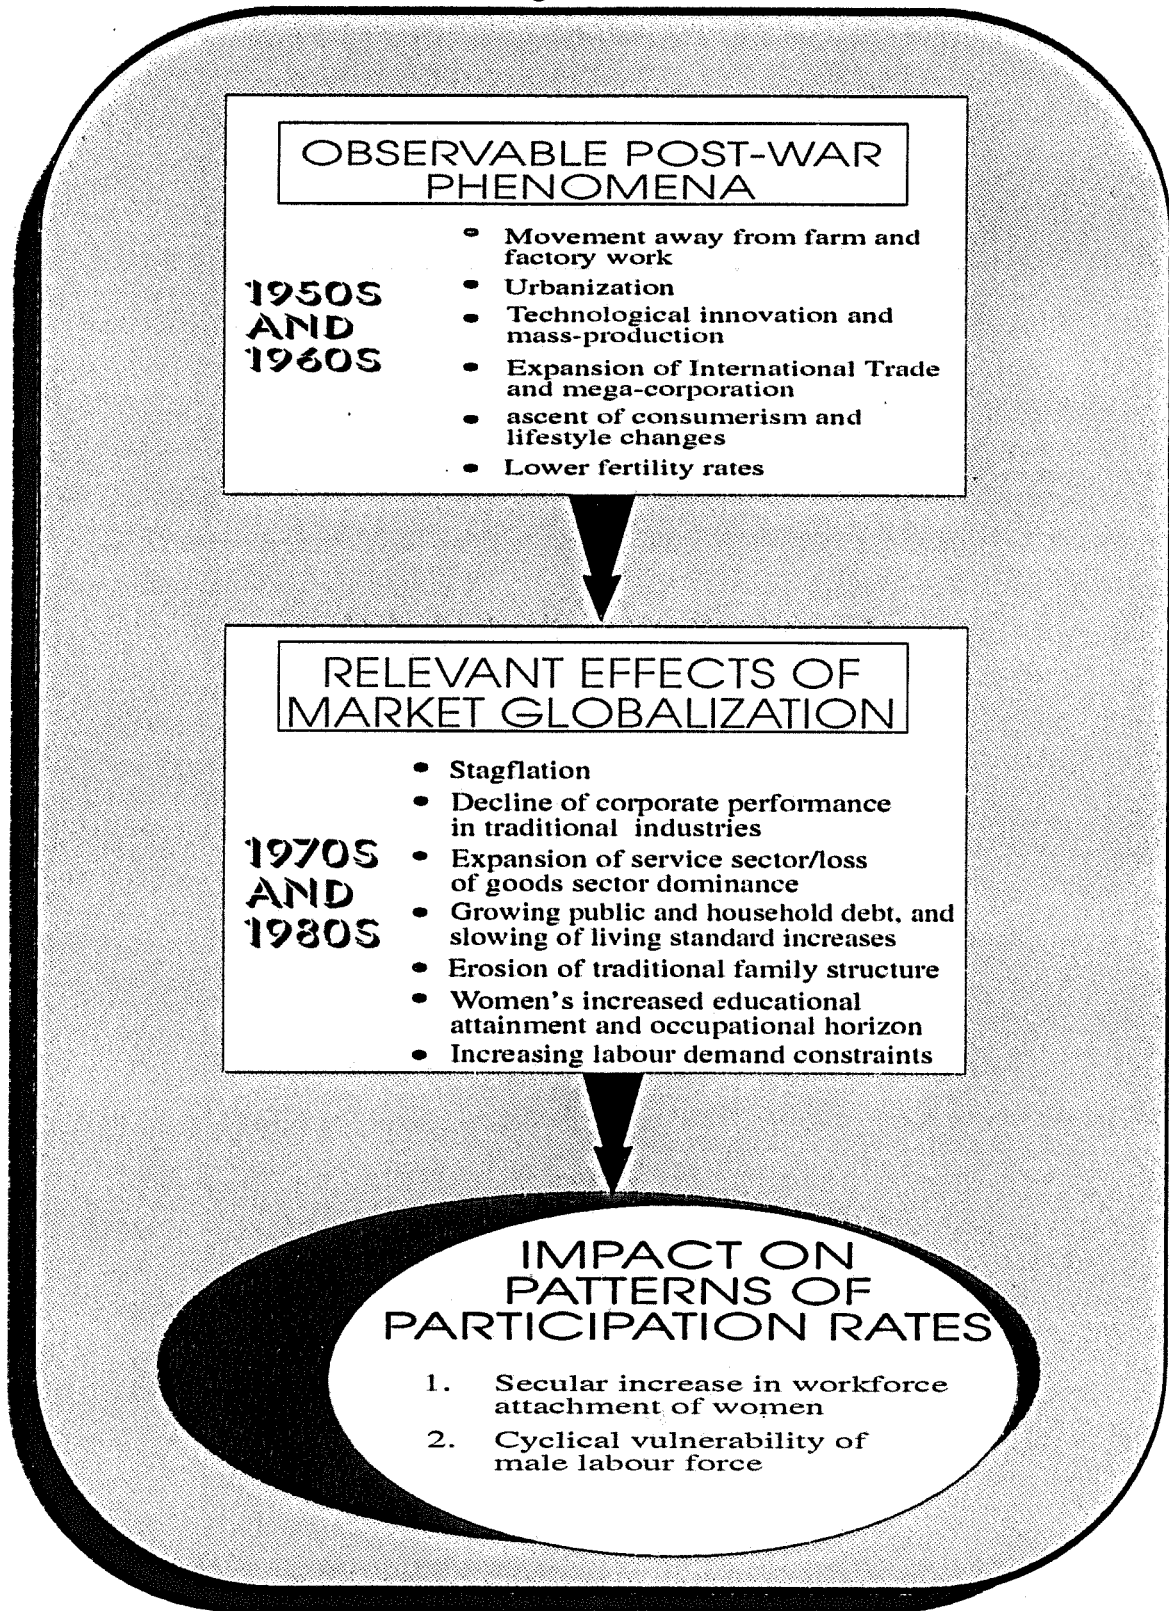 OBSERVABLE POST-WAR
PHENOMENA
1950S
AND
1960S
• Movement away from farm and
factory work
• Urbanization
• Technological innovation and
mass-production
• Expansion of International Trade
and mega-corporation
• ascent of consumerism and
lifestyle changes
• Lower fertility rates
RELEVANT EFFECTS OF
MARKET GLOBALIZATION
1970S
AND
1980S
• Stagflation
• Decline of corporate performance
in traditional industries
• Expansion of service sector/loss
of goods sector dominance
• Growing public and household debt, and
slowing of living standard increases
• Erosion of traditional family structure
• Women's increased educational
attainment and occupational horizon
• Increasing labour demand constraints
IMPACT ON
PATTERNS OF
PARTICIPATION RATES
1. Secular increase in workforce
attachment of women
2. Cyclical vulnerability of
male labour force